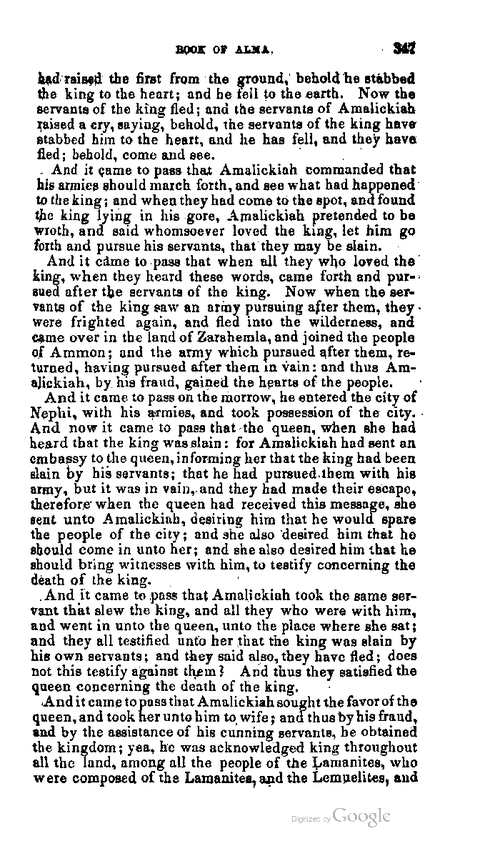 BOOK OF ALMA. 347
had raised the first from the ground, behold he stabbed
the king to the heart; and he fell to the earth. Now the
servants of the king fled; and the servants of Amalickiah
raised a cry, saying, behold, the servants of the king have
stabbed him to the heart, and he has fell, and they have
fled; behold, come and see.
And it came to pass that Amalickiah commanded that
his armies should march forth, and see what had happened
to the king; and when they had come to the spot, and found
the king lying in his gore, Amalickiah pretended to be
wroth, and said whomsoever loved the king, let him go
forth and pursue his servants, that they may be slain.
And it came to pass that when all they who loved the
king, when they heard these words, came forth and pur-
sued after the servants of the king. Now when the ser-
vants of the king saw an army pursuing after them, they
were frighted again, and fled into the wilderness, and
came over in the land of Zarahemla, and joined the people
of Ammon; and the army which pursued after them, re-
turned, having pursued after them in vain: and thus Am-
alickiah, by his fraud, gained the hearts of the people.
And it came to pass on the morrow, he entered the city of
Nephi, with his armies, and took possession of the city.
And now it came to pass that the queen, when she had
heard that the king was slain: for Amalickiah had sent an
embassy to the queen, informing her that the king had been
slain by his servants; that he had pursued them with his
army, but it was in vain, and they had made their escape,
therefore when the queen had received this message, she
sent unto Amalickiah, desiring him that he would spare
the people of the city; and she also desired him that he
should come in unto her; and she also desired him that he
should bring witnesses with him, to testify concerning the
death of the king.
And it came to pass that Amalickiah took the same ser-
vant that slew the king, and all they who were with him,
and went in unto the queen, unto the place where she sat;
and they all testified unto her that the king was slain by
his own servants; and they said also, they have fled; does
not this testify against them? And thus they satisfied the
queen concerning the death of the king.
And it came to pass that Amalickiah sought the favor of the
queen, and took her unto him to wife; and thus by his fraud,
and by the assistance of his cunning servants, he obtained
the kingdom; yea, he was acknowledged king throughout
all the land, among all the people of the Lamanites, who
were composed of the Lamanites, and the Lemuelites, and
Digitized by Google